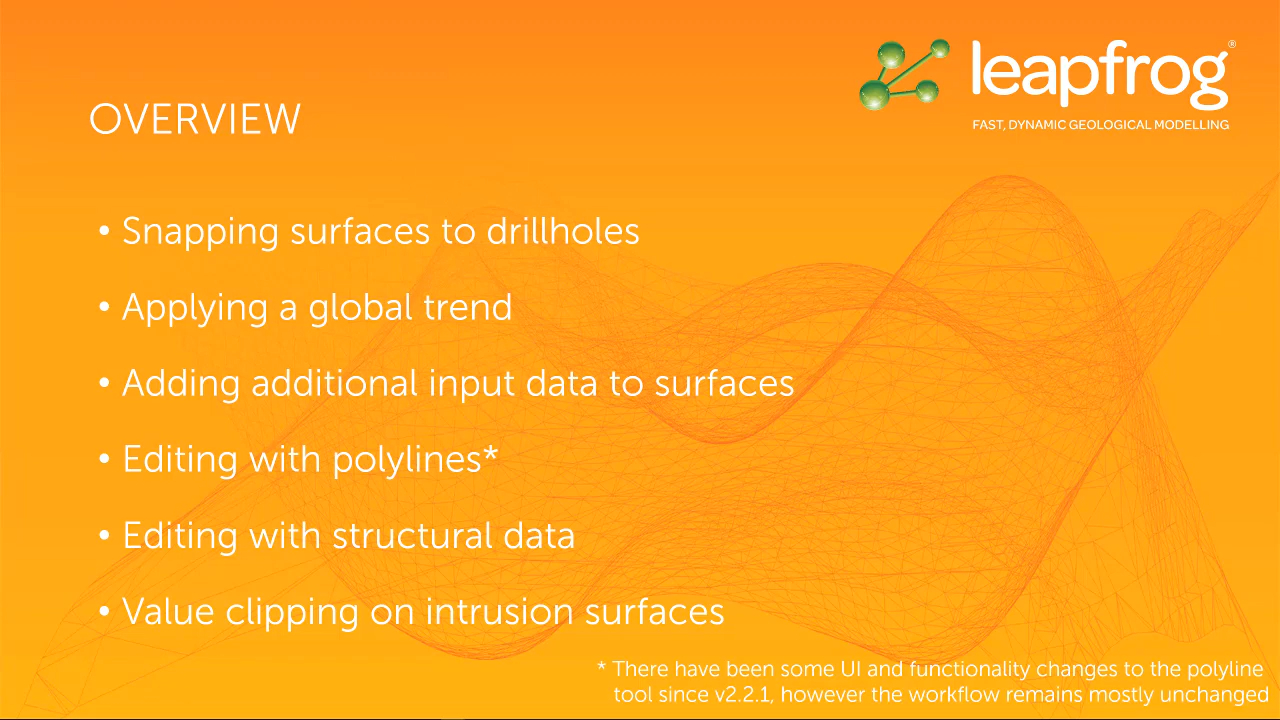 leapfrog®
FAST, DYNAMIC GEOLOGICAL MODELLING
OVERVIEW
• Snapping surfaces to drillholes
• Applying a global trend
• Adding additional input data to surfaces
• Editing with polylines*
• Editing with structural data
• Value clipping on intrusion surfaces
* There have been some UI and functionality changes to the polyline
tool since v2.2.1, however the workflow remains mostly unchanged